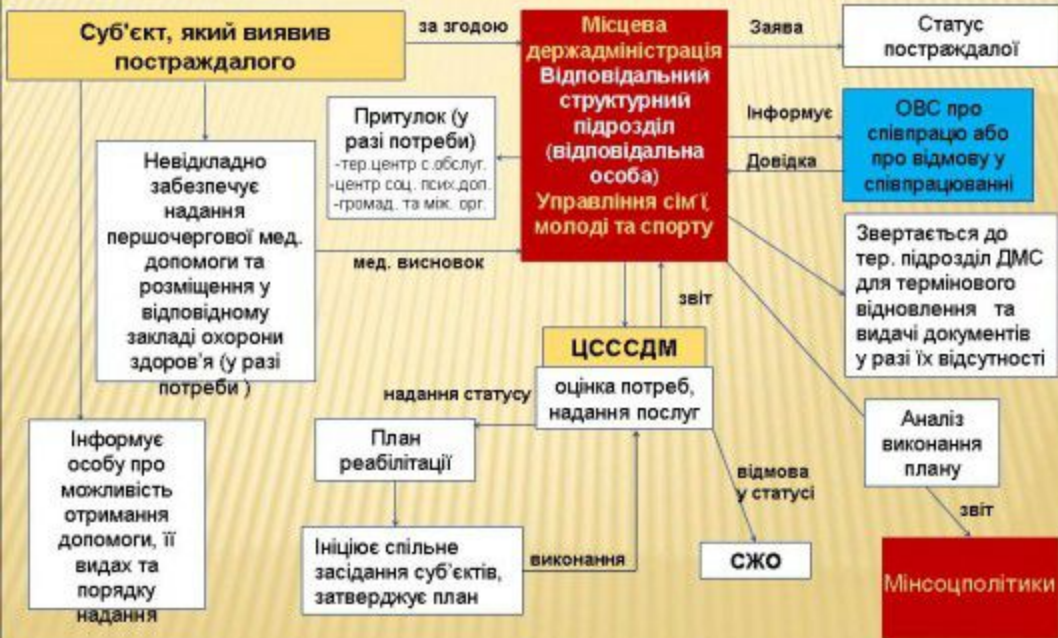 Суб'єкт, який виявив
постраждалого
за згодою
Місцева
держадміністрація
Відповідальний
структурний
підрозділ
(відповідальна
особа)
Управління сім'ї,
молоді та спорту
Заява
Статус
постраждалої
Інформує
Довідка
ОВС про
співпрацю або
про відмову у
співпрацюванні
Притулок (у
разі потреби)
-тер.центр с.обслуг.
-центр соц. псих.доп.
-громад. та між. орг.
Невідкладно
забезпечує
надання
першочергової мед.
допомоги та
розміщення у
відповідному
закладі охорони
здоров'я (у разі
потреби )
мед. висновок
Звертається до
тер. підрозділ ДМС
для термінового
відновлення та
видачі документів
у разі їх відсутності
звіт
ЦСССДМ
оцінка потреб,
надання послуг
надання статусу
План
реабілітації
Аналіз
виконання
плану
Інформує
особу про
можливість
отримання
допомоги, її
видах та
порядку
надання
відмова
у статусі
звіт
Ініціює спільне
засідання суб'єктів,
затверджує план
виконання
СЖО
Мінсоцполітики